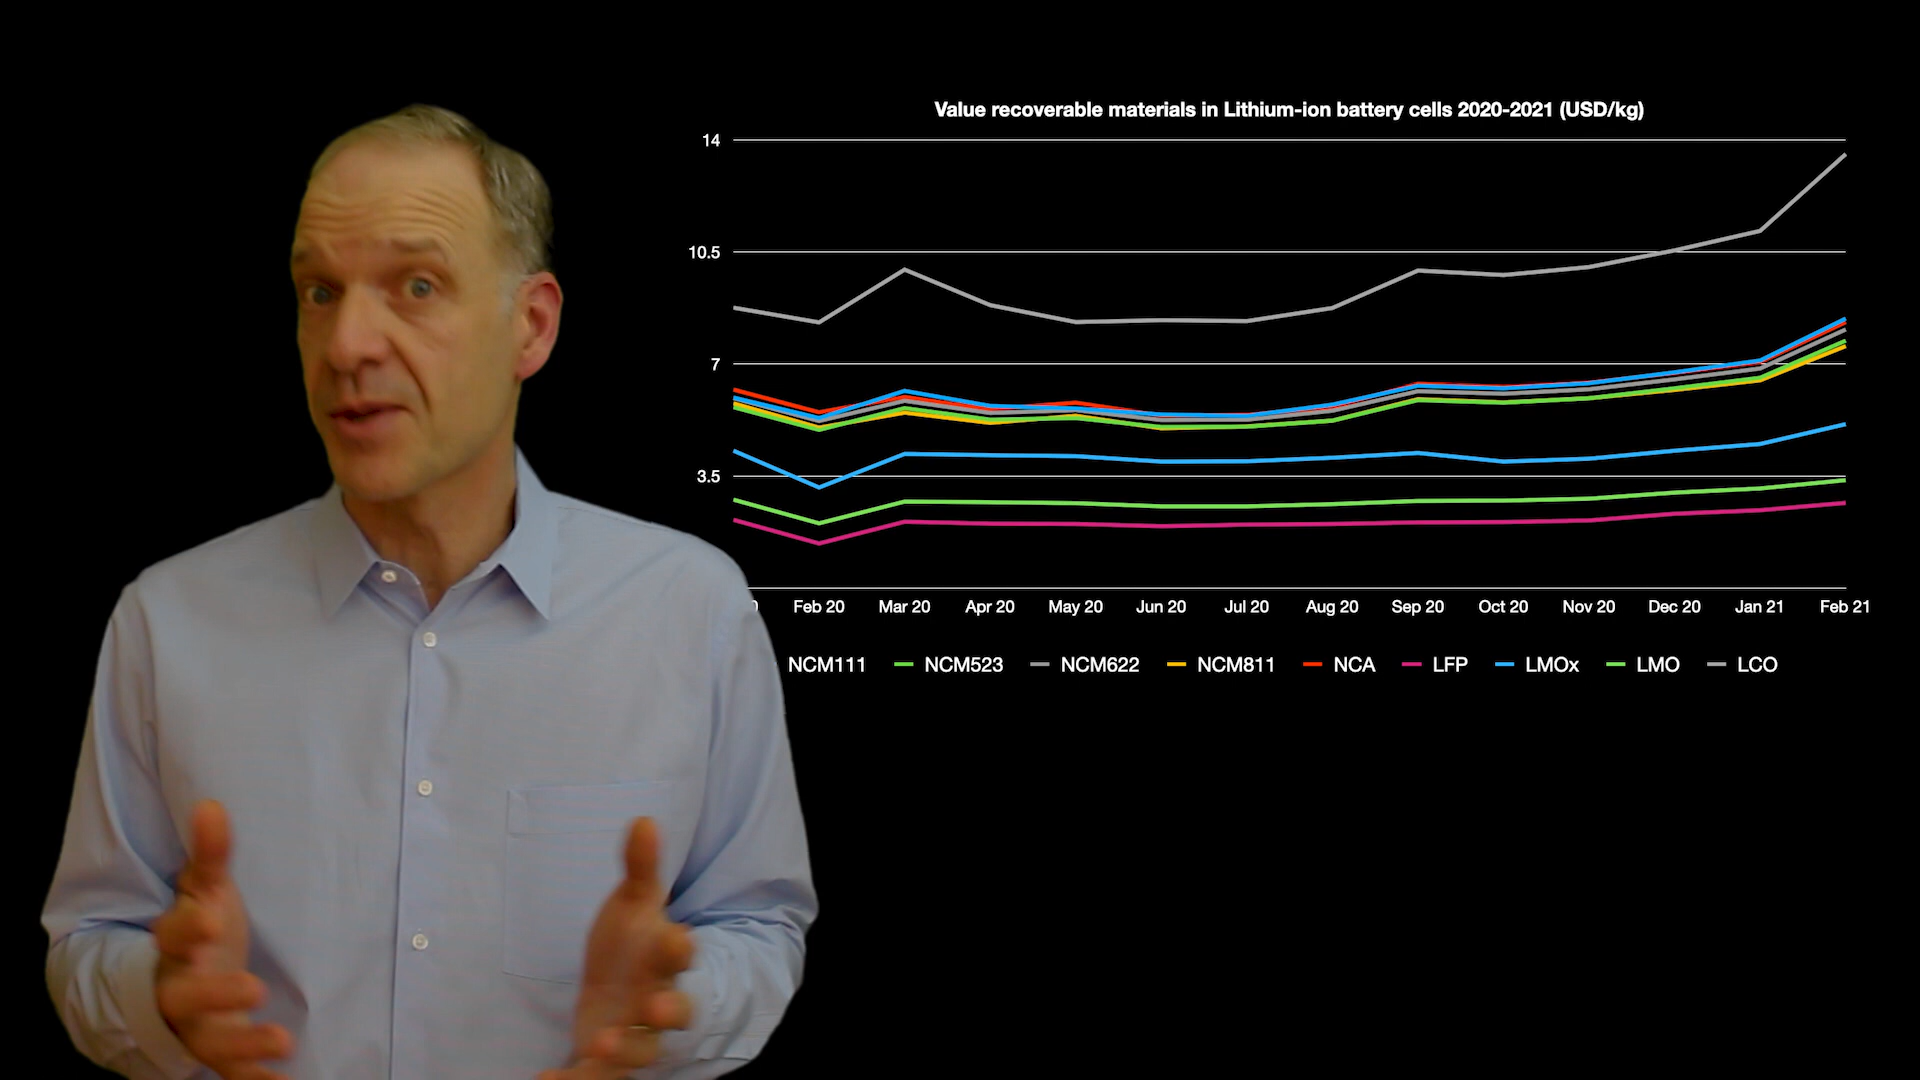 Value recoverable materials in Lithium-ion battery cells 2020-2021 (USD/kg)
14
10.5
7
3.5
Feb 20 Mar 20 Apr 20 May 20 Jun 20 Jul 20 Aug 20 Sep 20 Oct 20 Nov 20 Dec 20 Jan 21 Feb 21
NCM111 NCM523 NCM622 NCM811 NCA LFP LMOx LMO LCO